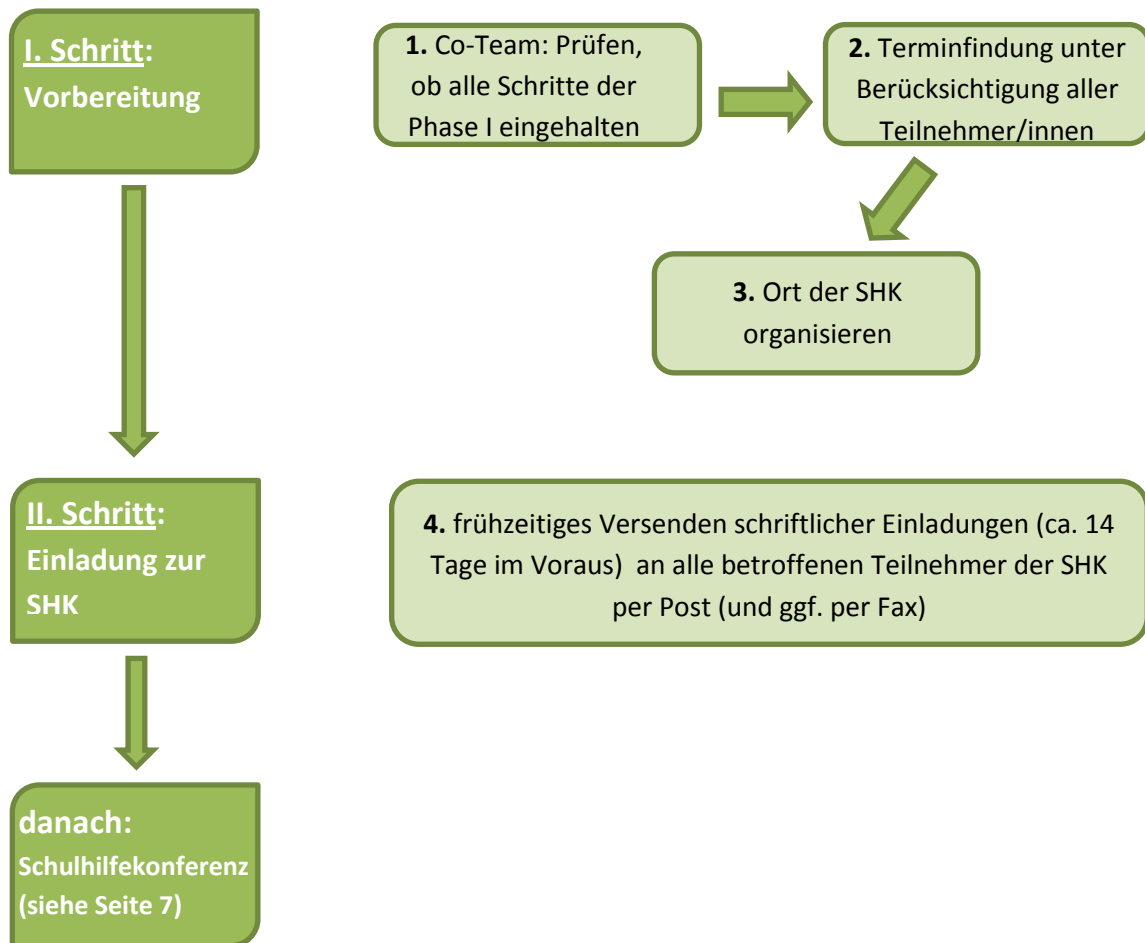 I. Schritt:
Vorbereitung
1. Co-Team: Prüfen,
ob alle Schritte der
Phase I eingehalten
2. Terminfindung unter
Berücksichtigung aller
Teilnehmer/innen
3. Ort der SHK
organisieren
II. Schritt:
Einladung zur
SHK
4. frühzeitiges Versenden schriftlicher Einladungen (ca. 14
Tage im Voraus) an alle betroffenen Teilnehmer der SHK
per Post (und ggf. per Fax)
danach:
Schulhilfekonferenz
(siehe Seite 7)